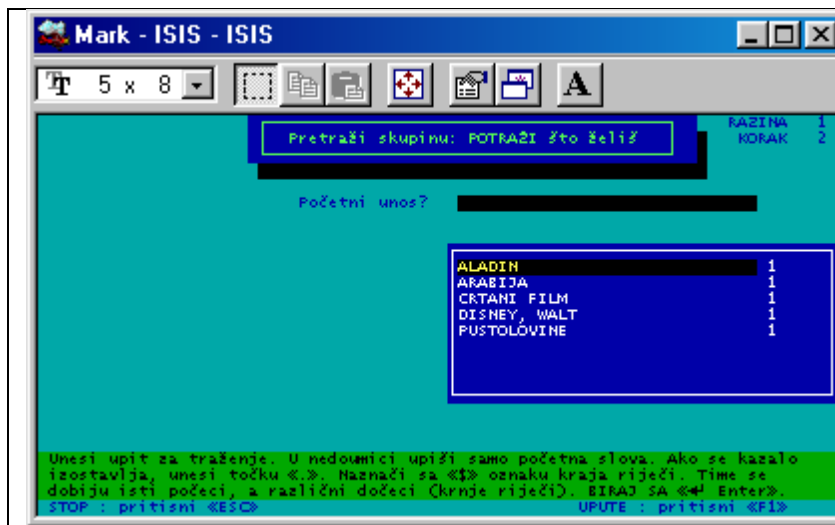 Mark - ISIS - ISIS
Tr 5 x 8 A
RAZINA 1
Pretraži skupinu: POTRAŽI što želiš KORAK 2
Početni unos?
ALADIN 1
ARABIJA 1
CRTANI FILM 1
DISNEY, WALT 1
PUSTOLOVINE 1
Unesi upit za traženje. U nedoumici upiši samo početna slova. Ako se kazalo
izostavlja, unesi točku «.». Naznači sa «$» oznaku kraja riječi. Time se
dobiju isti počeci, a različni dočeci (krnje riječi). BIRAJ SA «↵ Enter».
STOP : pritisni «ESC» UPUTE : pritisni «F1»